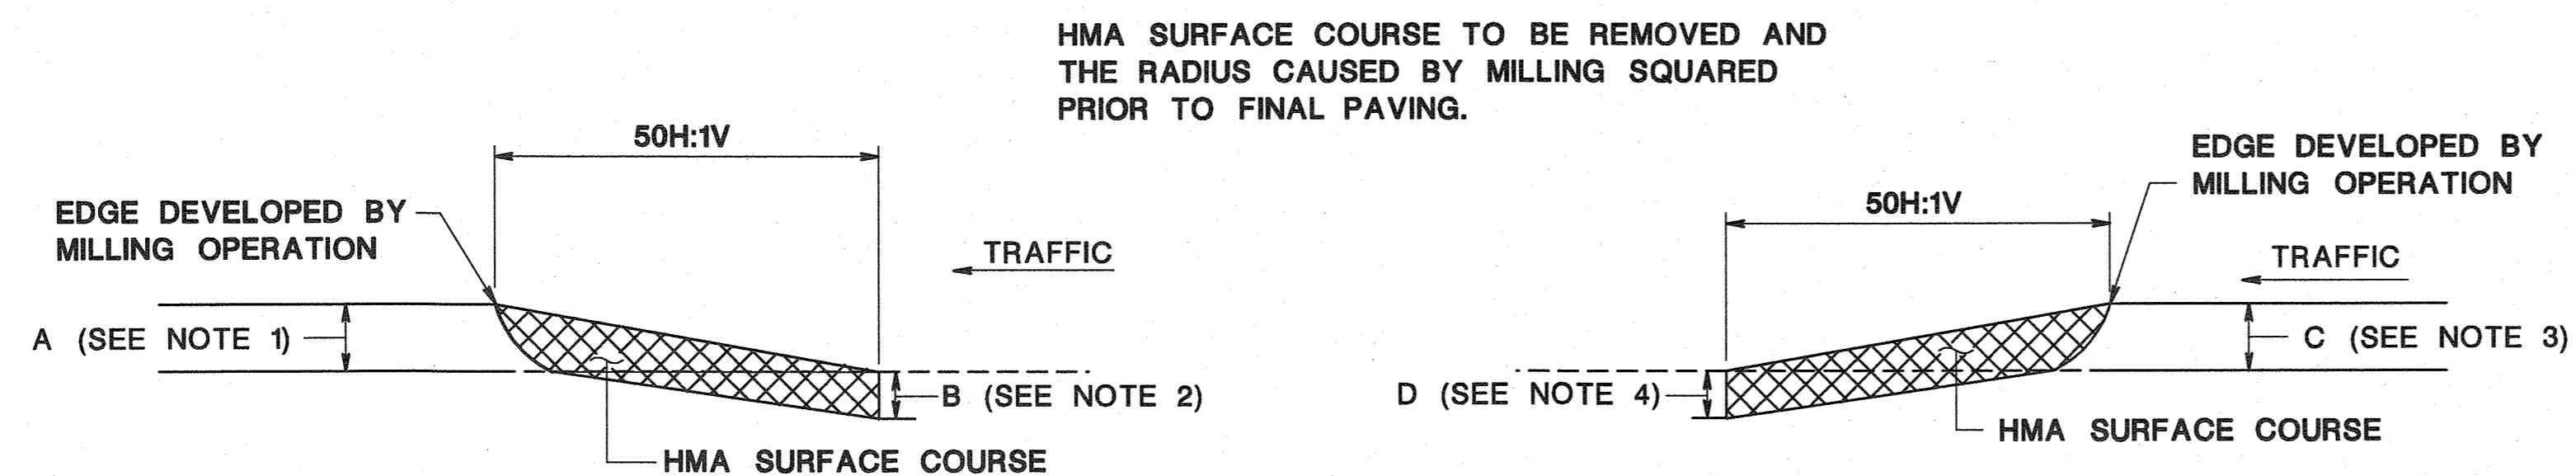 HMA SURFACE COURSE TO BE REMOVED AND
THE RADIUS CAUSED BY MILLING SQUARED
PRIOR TO FINAL PAVING.
50H:1V
EDGE DEVELOPED BY
MILLING OPERATION
TRAFFIC
A (SEE NOTE 1)
B (SEE NOTE 2)
HMA SURFACE COURSE
50H:1V
EDGE DEVELOPED BY
MILLING OPERATION
TRAFFIC
C (SEE NOTE 3)
D (SEE NOTE 4)
HMA SURFACE COURSE